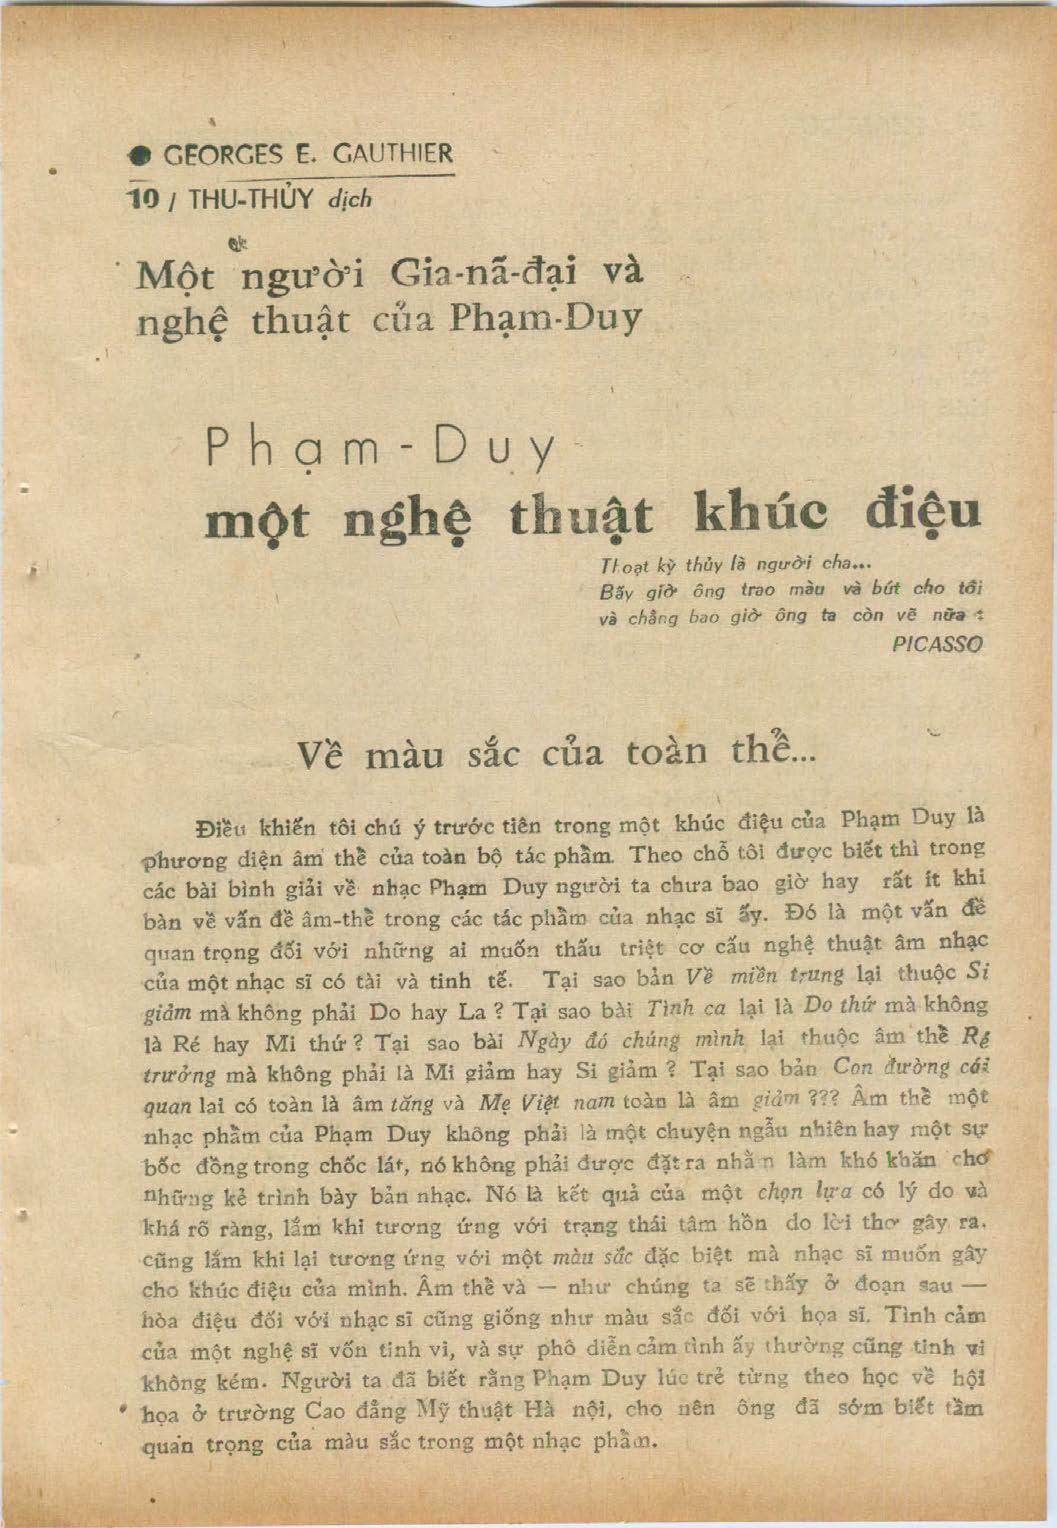 ● GEORGES E. GAUTHIER
10 / THU-THỦY dịch
Một người Gia-nã-đại và
nghệ thuật của Phạm-Duy
Phạm-Duy
một nghệ thuật khúc điệu
Thoạt kỳ thủy là người cha...
Bấy giờ ông trao màu và bút cho tôi
và chẳng bao giờ ông ta còn vẽ nữa :
PICASSO
Về màu sắc của toàn thể...
Điều khiến tôi chú ý trước tiên trong một khúc điệu của Phạm Duy là
phương diện âm thể của toàn bộ tác phẩm. Theo chỗ tôi được biết thì trong
các bài bình giải về nhạc Phạm Duy người ta chưa bao giờ hay rất ít khi
bàn về vấn đề âm-thể trong các tác phẩm của nhạc sĩ ấy. Đó là một vấn đề
quan trọng đối với những ai muốn thấu triệt cơ cấu nghệ thuật âm nhạc
của một nhạc sĩ có tài và tinh tế. Tại sao bản Về miền trung lại thuộc Si
giảm mà không phải Do hay La ? Tại sao bài Tình ca lại là Do thứ mà không
là Ré hay Mi thứ ? Tại sao bài Ngày đó chúng mình lại thuộc âm thể Ré
trưởng mà không phải là Mi giảm hay Si giảm ? Tại sao bản Con đường cái
quan lại có toàn là âm tăng và Mẹ Việt nam toàn là âm giảm ??? Âm thể một
nhạc phẩm của Phạm Duy không phải là một chuyện ngẫu nhiên hay một sự
bốc đồng trong chốc lát, nó không phải được đặt ra nhằm làm khó khăn cho
những kẻ trình bày bản nhạc. Nó là kết quả của một chọn lựa có lý do và
khá rõ ràng, lắm khi tương ứng với trạng thái tâm hồn do lời thơ gây ra,
cũng lắm khi lại tương ứng với một màu sắc đặc biệt mà nhạc sĩ muốn gây
cho khúc điệu của mình. Âm thể và — như chúng ta sẽ thấy ở đoạn sau —
hòa điệu đối với nhạc sĩ cũng giống như màu sắc đối với họa sĩ. Tình cảm
của một nghệ sĩ vốn tinh vi, và sự phô diễn cảm tình ấy thường cũng tinh vi
không kém. Người ta đã biết rằng Phạm Duy lúc trẻ từng theo học về hội
họa ở trường Cao đẳng Mỹ thuật Hà nội, cho nên ông đã sớm biết tầm
quan trọng của màu sắc trong một nhạc phẩm.